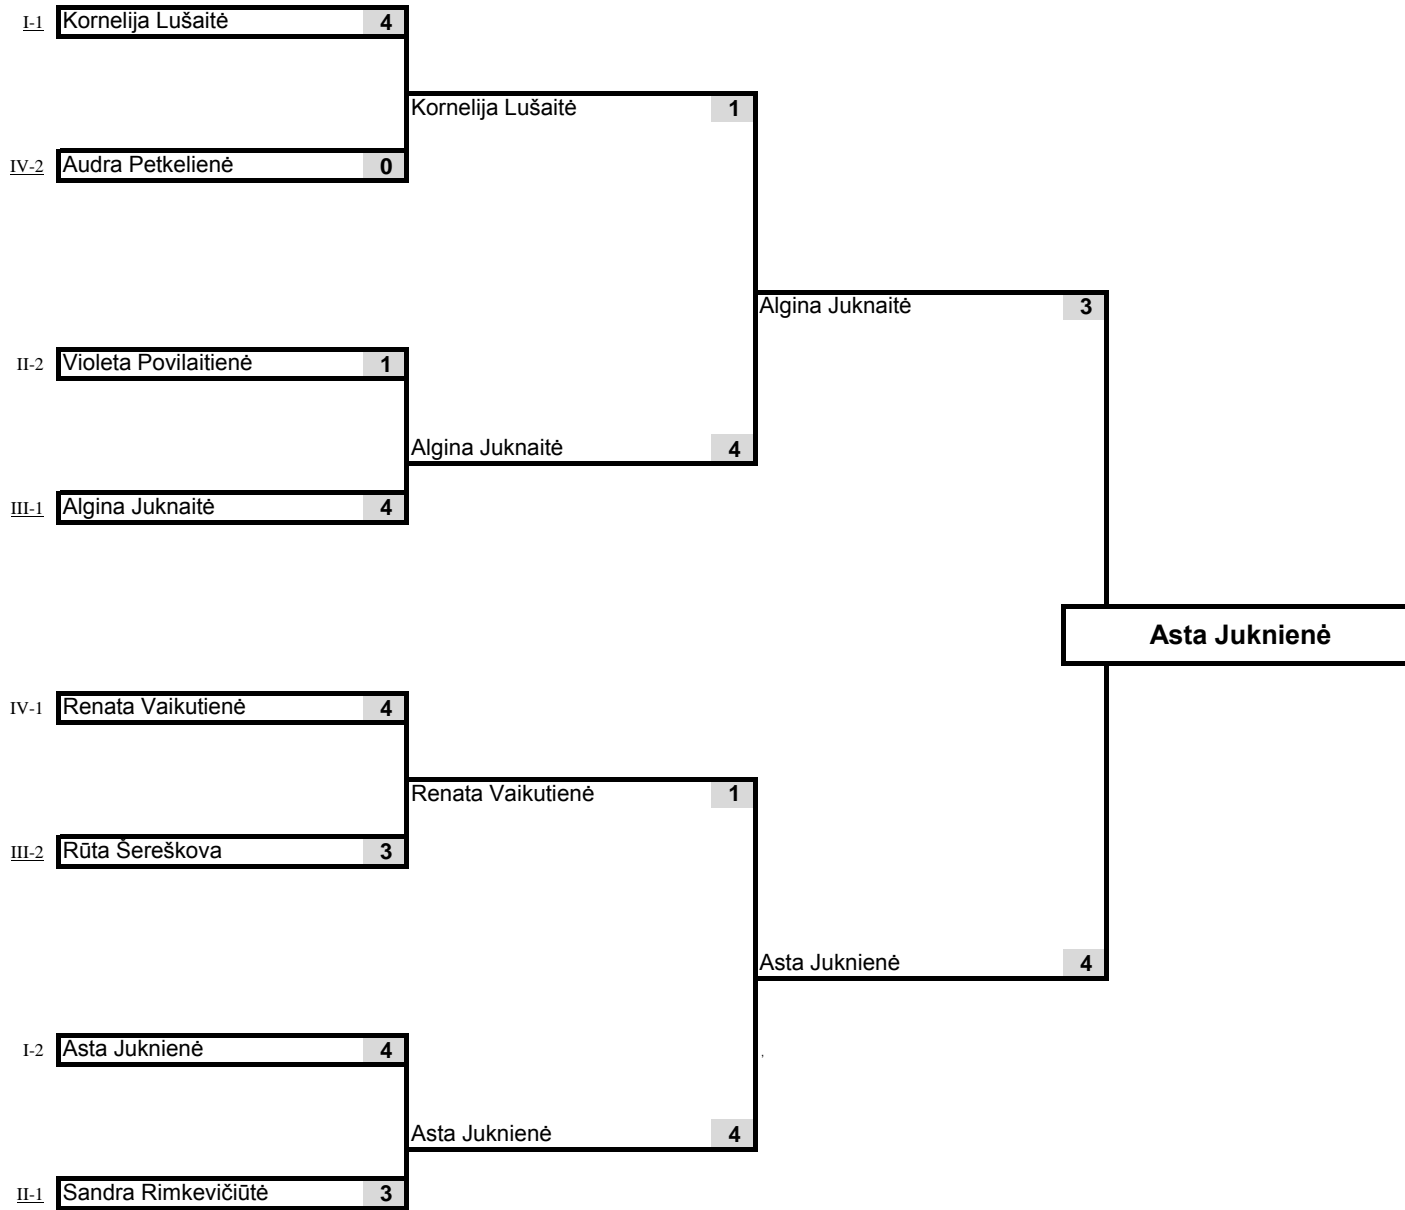 I-1 Kornelija Lušaitė 4
Kornelija Lušaitė 1
IV-2 Audra Petkelienė 0
Algina Juknaitė 3
II-2 Violeta Povilaitienė 1
Algina Juknaitė 4
III-1 Algina Juknaitė 4
Asta Juknienė
IV-1 Renata Vaikutienė 4
Renata Vaikutienė 1
III-2 Rūta Šereškova 3
Asta Juknienė 4
I-2 Asta Juknienė 4
,
Asta Juknienė 4
II-1 Sandra Rimkevičiūtė 3